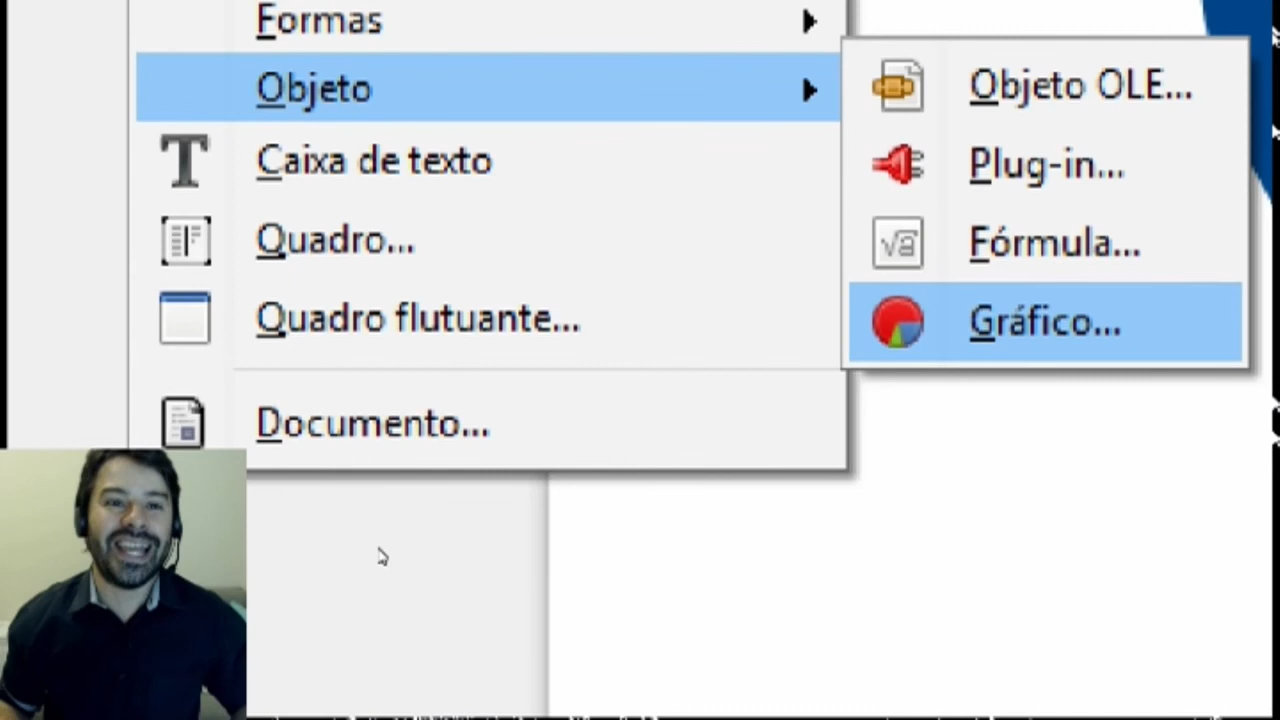 Formas
Objeto
Caixa de texto
Quadro...
Quadro flutuante...
Documento...
Objeto OLE...
Plug-in...
Fórmula...
Gráfico...